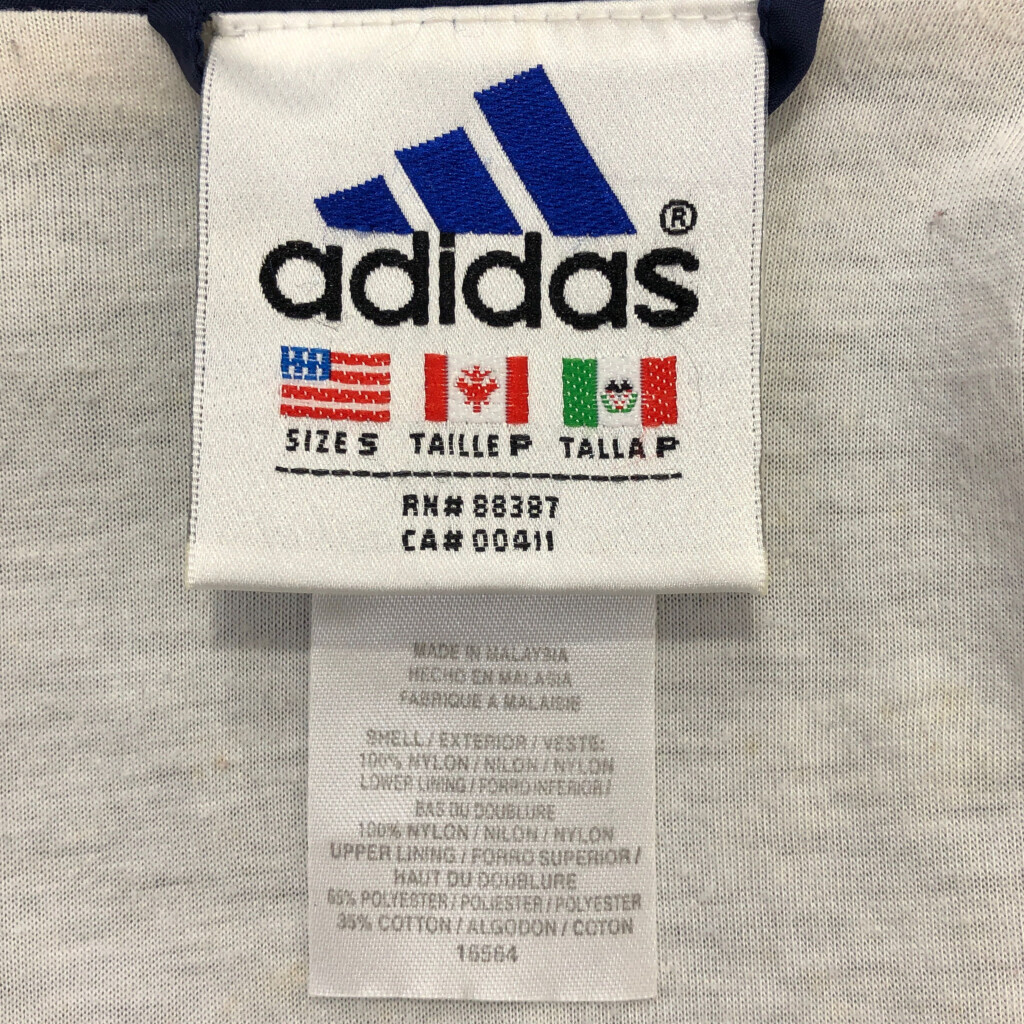 adidas®
SIZE S TAILLE P TALLA P
RN# 88387
CA# 00411
MADE IN MALAYSIA
HECHO EN MALASIA
FABRIQUE A MALAISIE
SHELL / EXTERIOR / VESTE:
100% NYLON / NILON / NYLON
LOWER LINING / FORRO INFERIOR /
BAS DU DOUBLURE
100% NYLON / NILON / NYLON
UPPER LINING / FORRO SUPERIOR /
HAUT DU DOUBLURE
65% POLYESTER / POLIESTER / POLYESTER
35% COTTON / ALGODON / COTON
16564